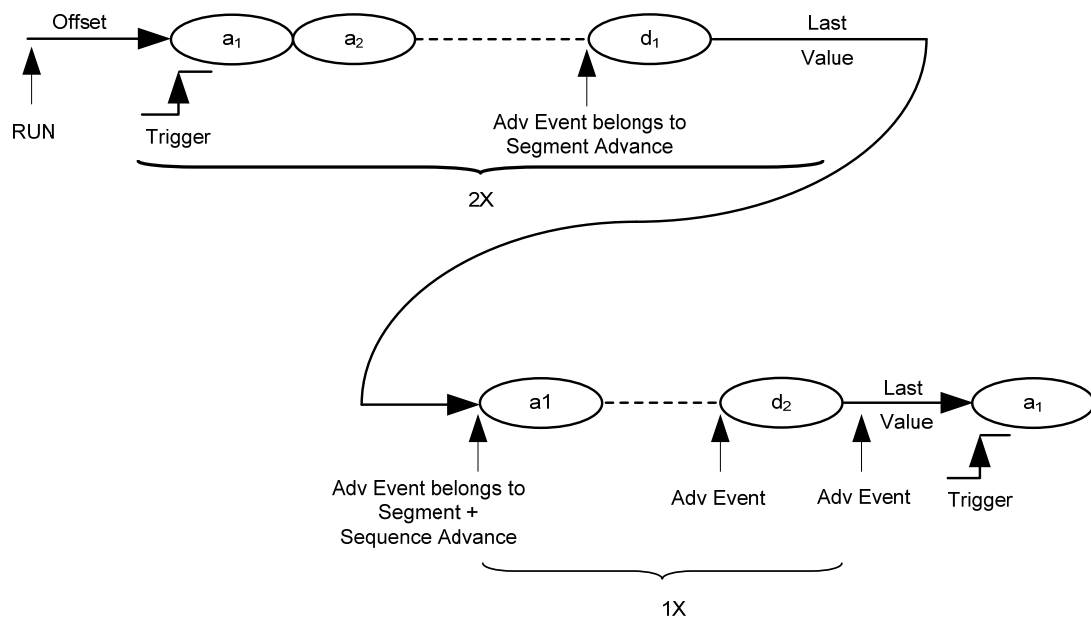 Offset
a₁
a₂
d₁
Last
Value
RUN
Trigger
Adv Event belongs to
Segment Advance
2X
a1
d₂
Last
Value
a₁
Adv Event belongs to
Segment +
Sequence Advance
Adv Event
Adv Event
Trigger
1X